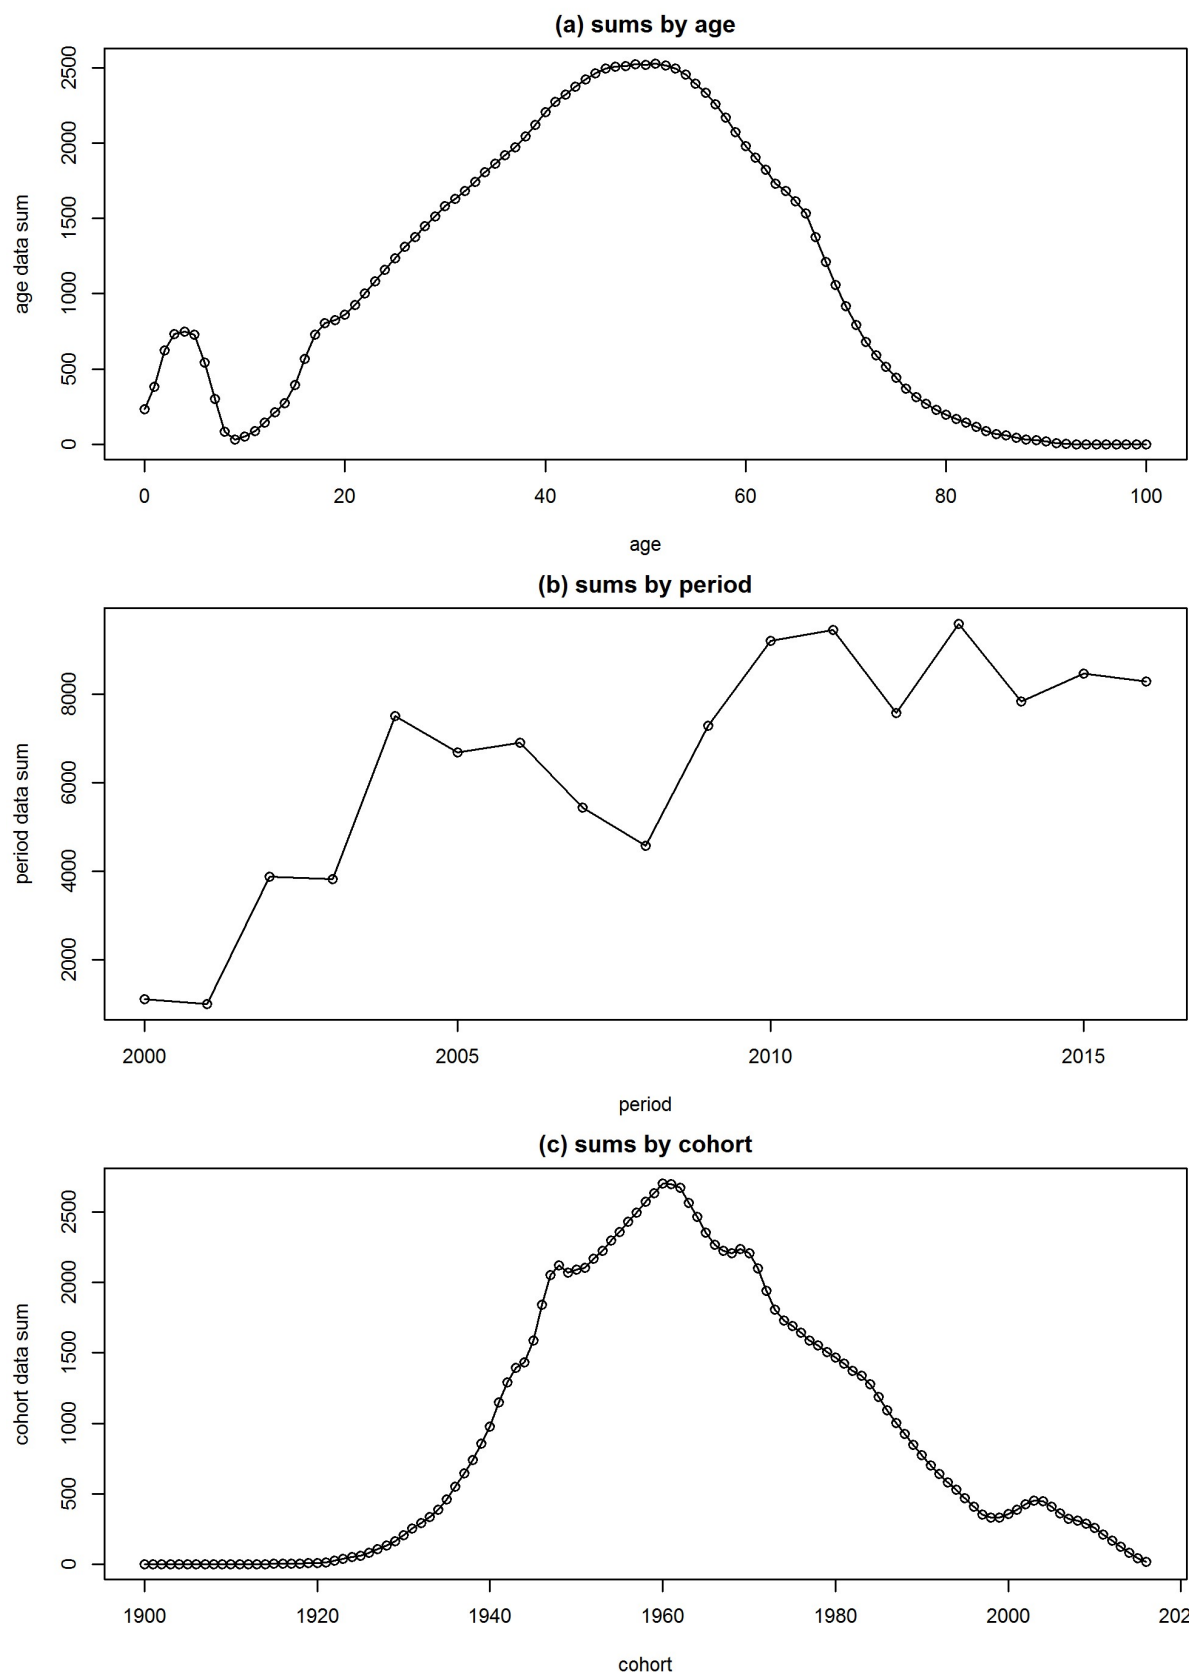 (a) sums by age
age data sum
2500
2000
1500
1000
500
0
0 20 40 60 80 100
age
(b) sums by period
period data sum
8000
6000
4000
2000
2000 2005 2010 2015
period
(c) sums by cohort
cohort data sum
2500
2000
1500
1000
500
0
1900 1920 1940 1960 1980 2000 202
cohort